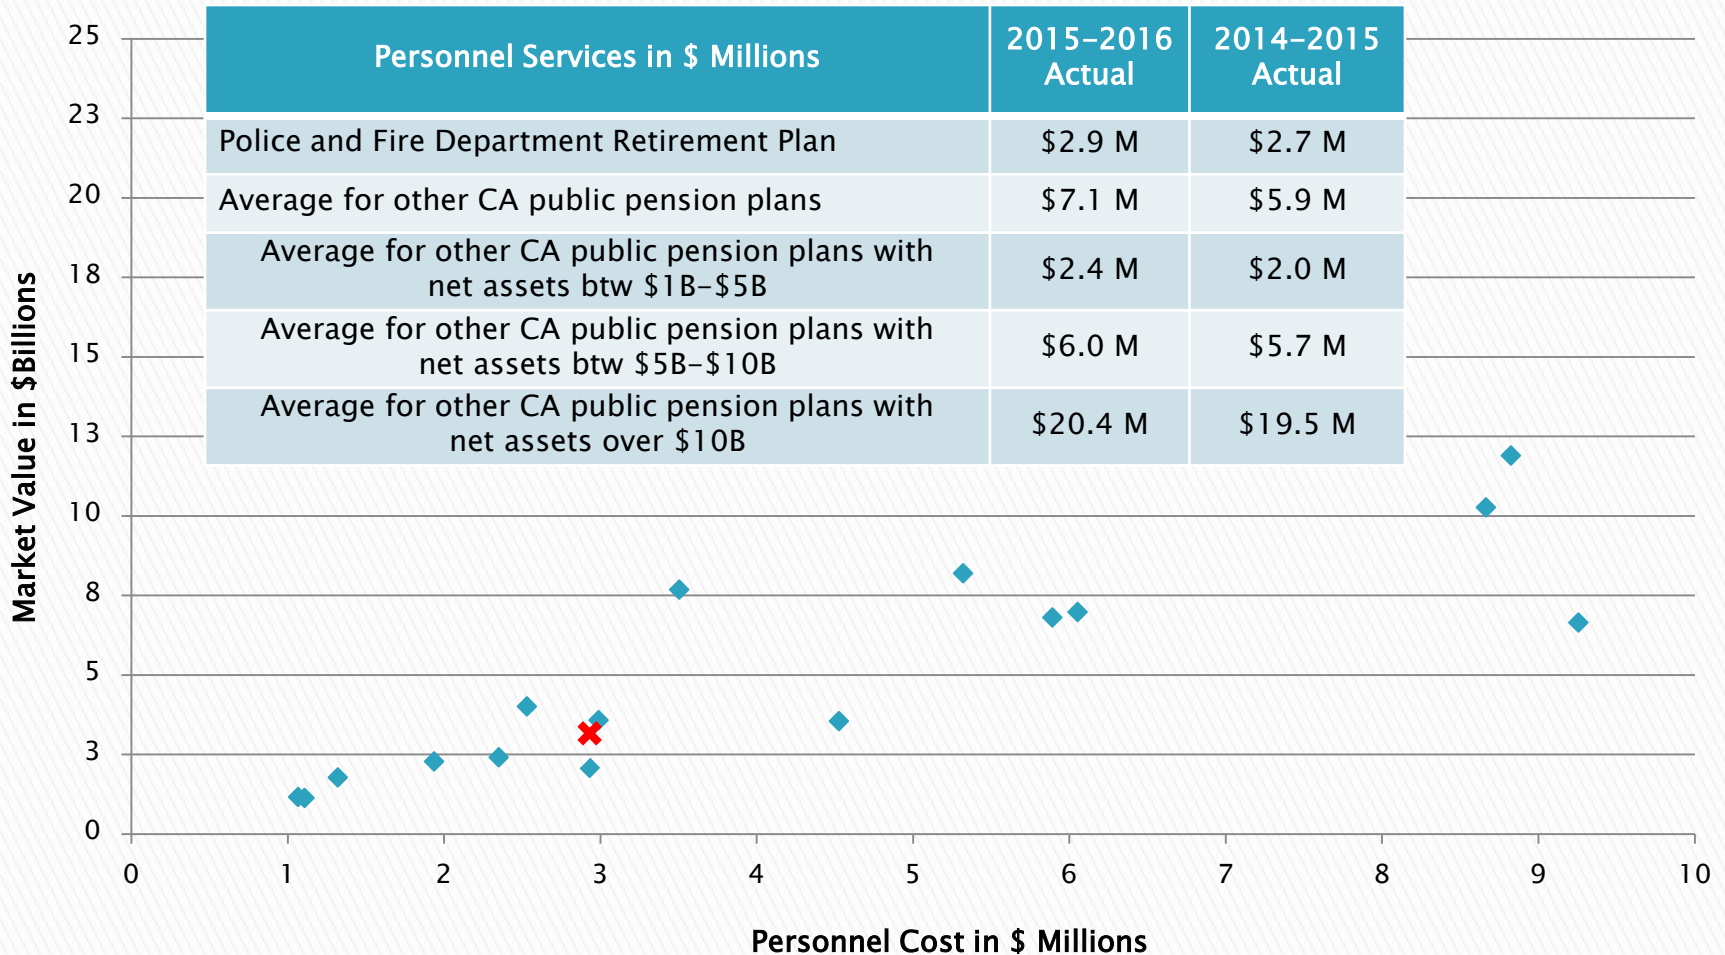 Personnel Services in $ Millions
2015-2016
Actual
2014-2015
Actual
Police and Fire Department Retirement Plan
$2.9 M
$2.7 M
Average for other CA public pension plans
$7.1 M
$5.9 M
Average for other CA public pension plans with
net assets btw $1B-$5B
$2.4 M
$2.0 M
Average for other CA public pension plans with
net assets btw $5B-$10B
$6.0 M
$5.7 M
Average for other CA public pension plans with
net assets over $10B
$20.4 M
$19.5 M
Market Value in $Billions
25
23
20
18
15
13
10
8
5
3
0
0
1
2
3
4
5
6
7
8
9
10
Personnel Cost in $ Millions